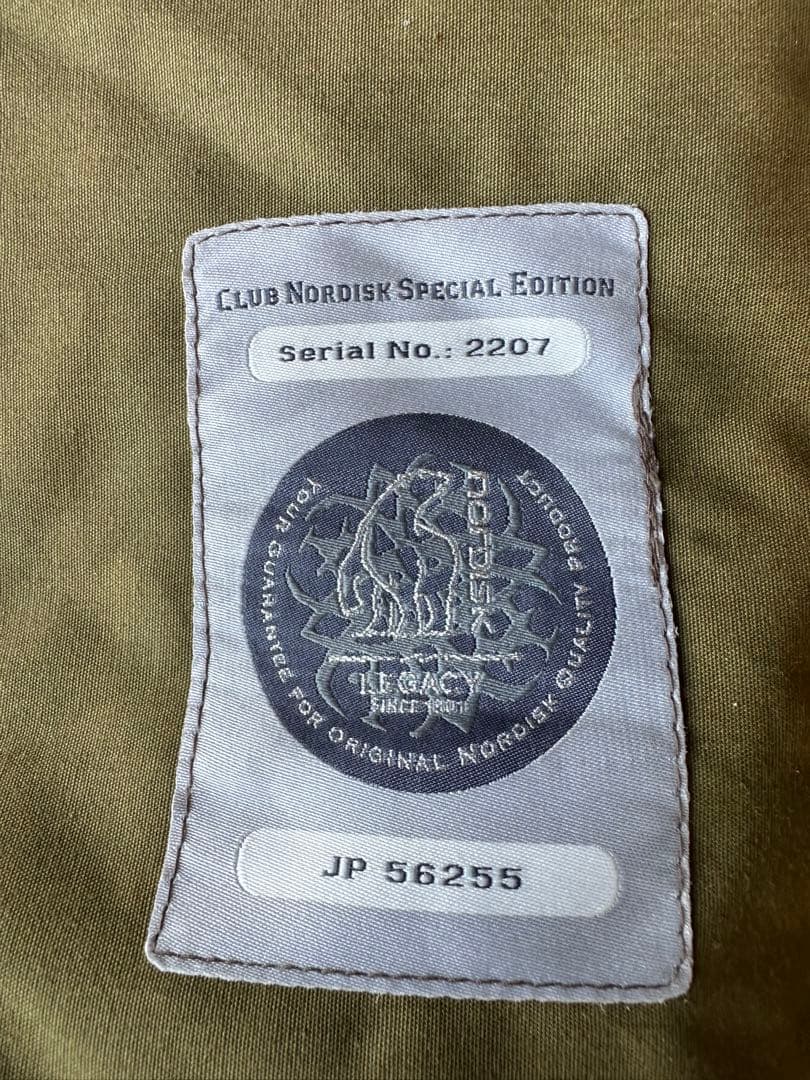 CLUB NORDISK SPECIAL EDITION
Serial No.: 2207
NORDISK
LEGACY
SINCE 1901
YOUR GUARANTEE FOR ORIGINAL NORDISK QUALITY PRODUCT
JP 56255